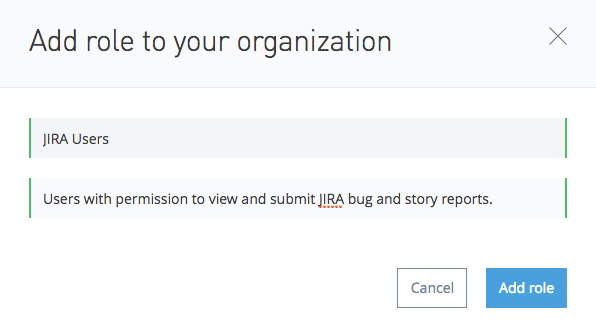 Add role to your organization
JIRA Users
Users with permission to view and submit JIRA bug and story reports.
Cancel
Add role